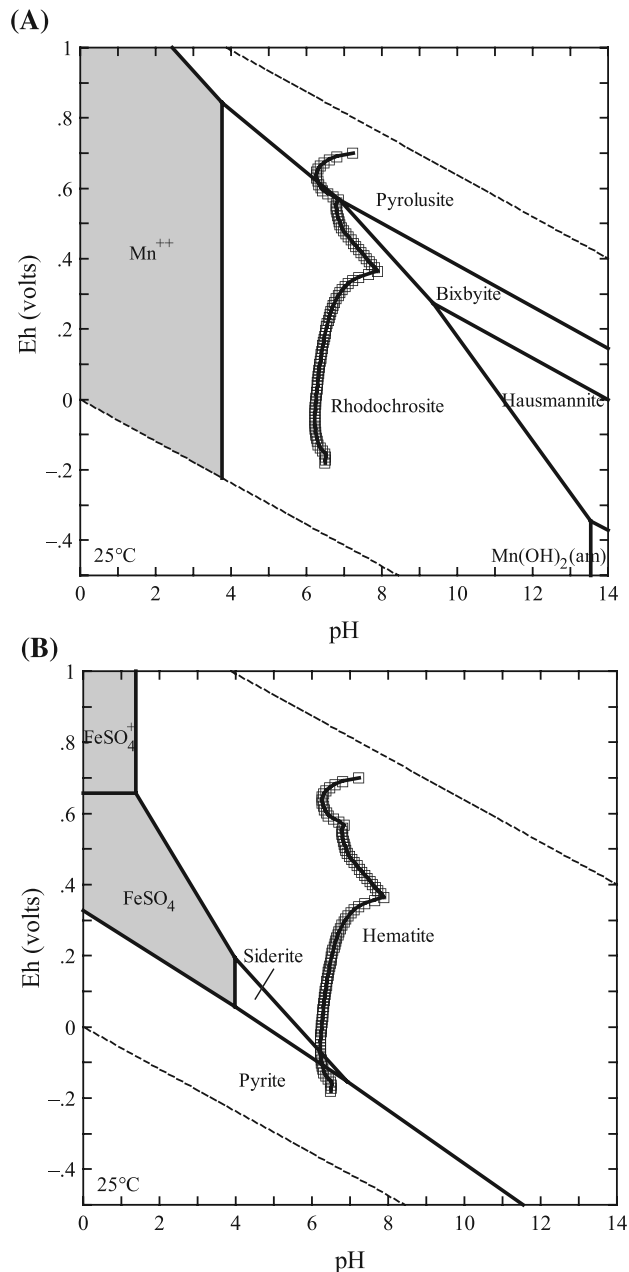 (A)
1
.8
.6
.4
.2
0
–.2
–.4
Eh (volts)
Mn++
Pyrolusite
Bixbyite
Hausmannite
Rhodochrosite
Mn(OH)2(am)
25°C
0 2 4 6 8 10 12 14
pH
(B)
1
.8
.6
.4
.2
0
–.2
–.4
Eh (volts)
FeSO4+
FeSO4
Siderite
Hematite
Pyrite
25°C
0 2 4 6 8 10 12 14
pH